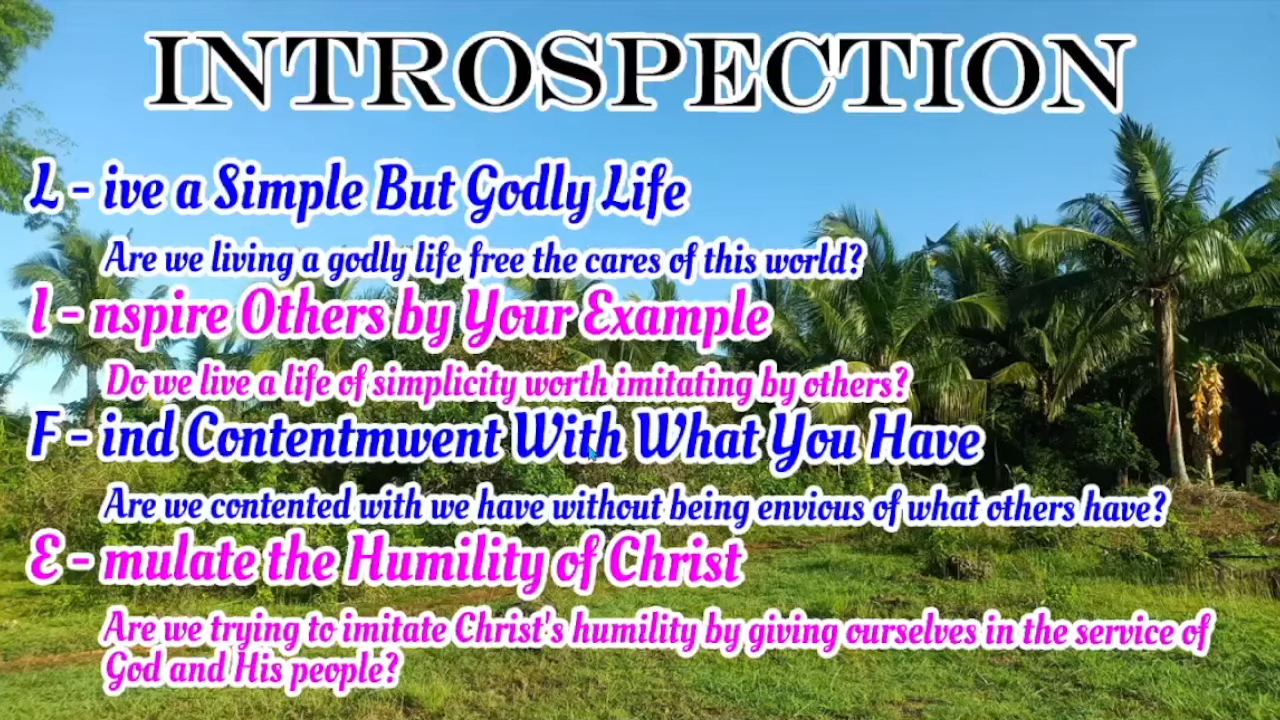 INTROSPECTION
L - ive a Simple But Godly Life
Are we living a godly life free the cares of this world?
I - nspire Others by Your Example
Do we live a life of simplicity worth imitating by others?
F - ind Contentmwent With What You Have
Are we contented with we have without being envious of what others have?
E - mulate the Humility of Christ
Are we trying to imitate Christ's humility by giving ourselves in the service of
God and His people?